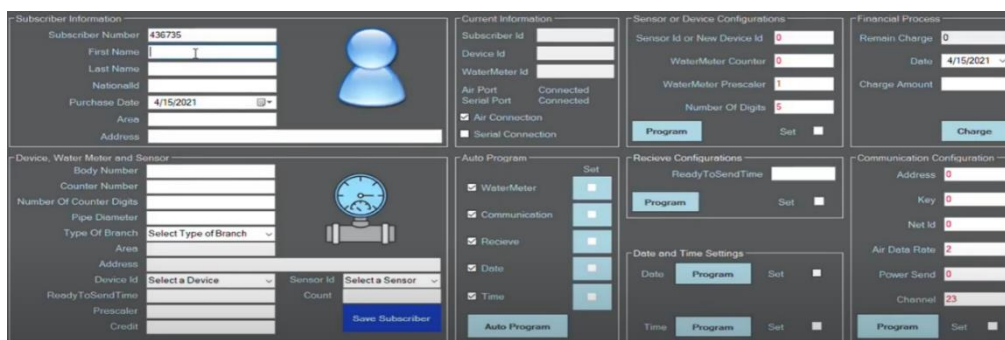 Subscriber Information
Subscriber Number 436735
First Name
Last Name
NationalId
Purchase Date 4/15/2021
Area
Address
Current Information
Subscriber Id
Device Id
WaterMeter Id
Air Port Connected
Serial Port Connected
Air Connection
Serial Connection
Sensor or Device Configurations
Sensor Id or New Device Id 0
WaterMeter Counter 0
WaterMeter Prescaler 1
Number Of Digits 5
Program Set
Financial Process
Remain Charge 0
Date 4/15/2021
Charge Amount
Charge
Device, Water Meter and Sensor
Body Number
Counter Number
Number Of Counter Digits
Pipe Diameter
Type Of Branch Select Type of Branch
Area
Address
Device Id Select a Device Sensor Id Select a Sensor
ReadyToSendTime Count
Prescaler
Credit
Save Subscriber
Auto Program
Set
WaterMeter
Communication
Recieve
Date
Time
Auto Program
Recieve Configurations
ReadyToSendTime
Program Set
Date and Time Settings
Date Program Set
Time Program Set
Communication Configuration
Address 0
Key 0
Net Id 0
Air Data Rate 2
Power Send 0
Channel 23
Program Set